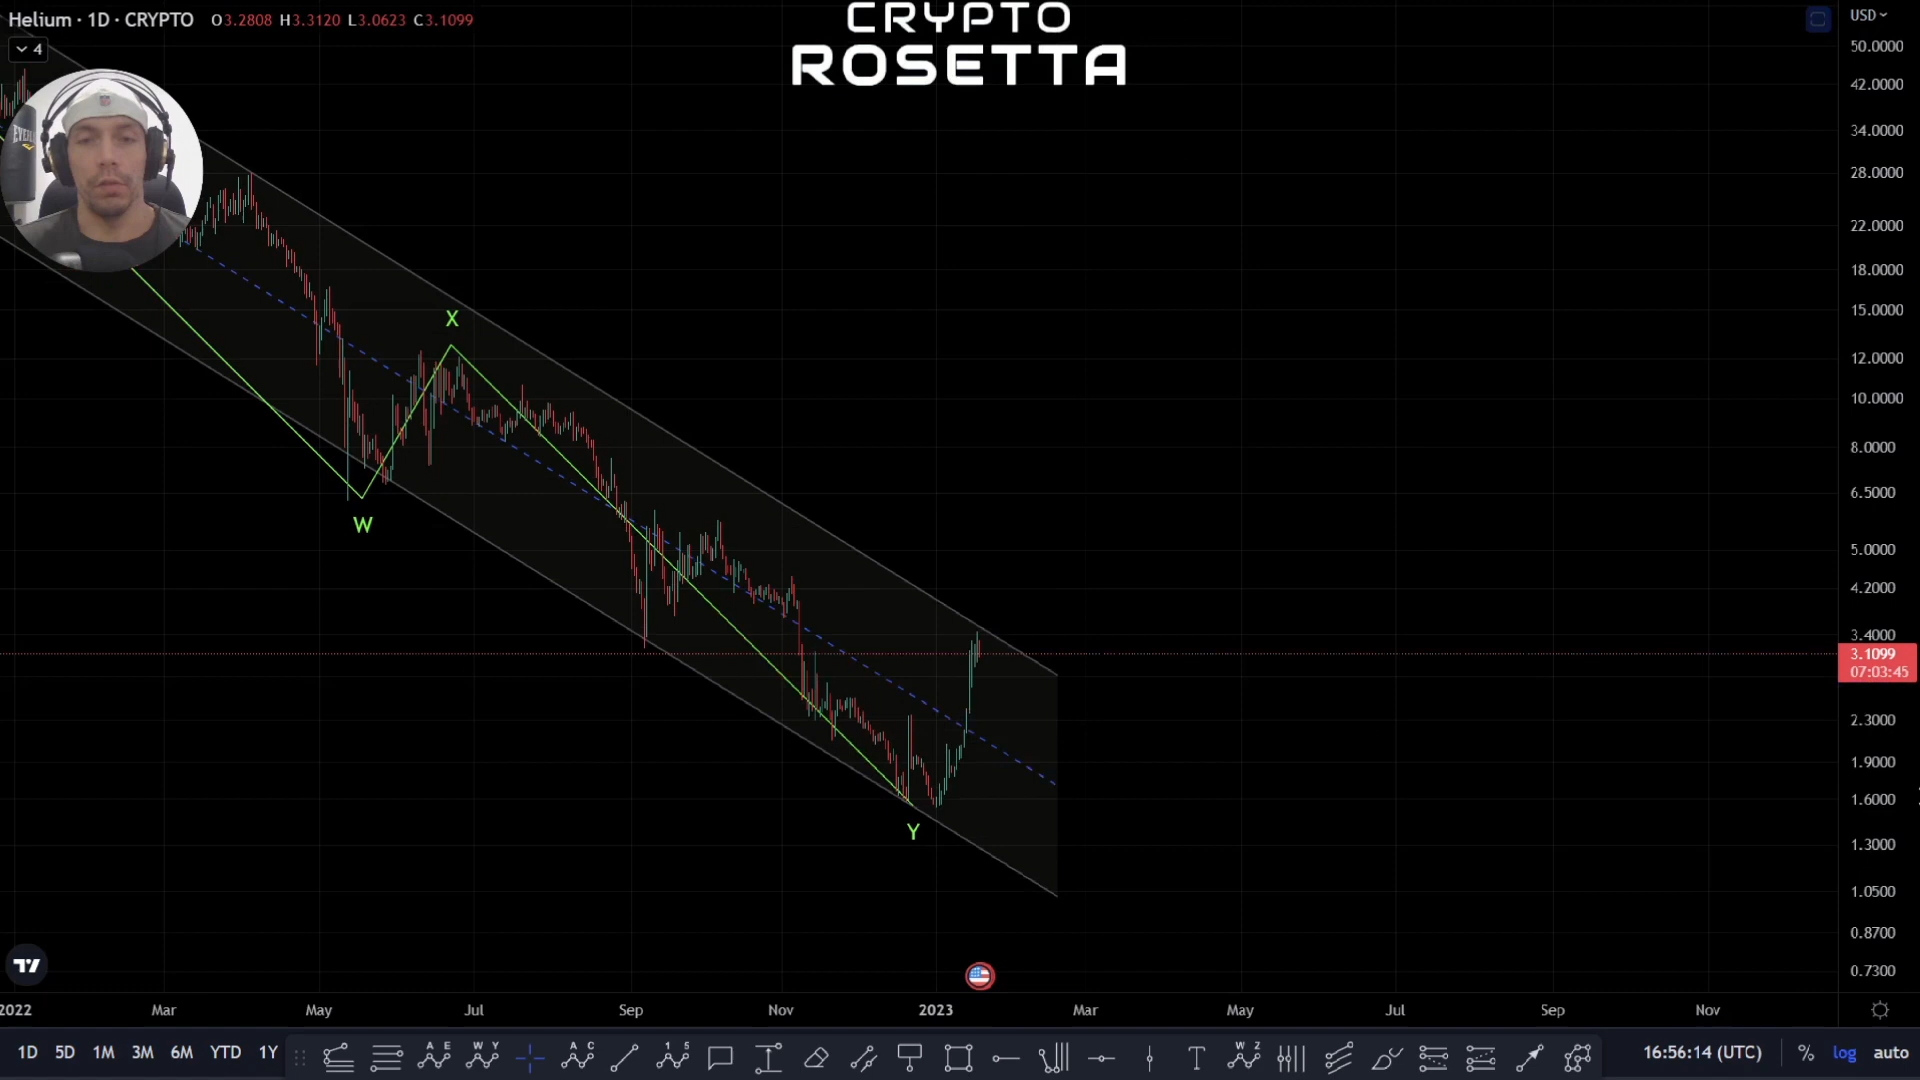 Helium · 1D · CRYPTO O3.2808 H3.3120 L3.0623 C3.1099
4
CRYPTO
ROSETTA
USD
50.0000
42.0000
34.0000
28.0000
22.0000
18.0000
15.0000
12.0000
10.0000
8.0000
6.5000
5.0000
4.2000
3.4000
3.1099
07:03:45
2.3000
1.9000
1.6000
1.3000
1.0500
0.8700
0.7300
X
W
Y
2022 Mar May Jul Sep Nov 2023 Mar May Jul Sep Nov
1D 5D 1M 3M 6M YTD 1Y
A E
W Y
A C
1 5
T
W Z
16:56:14 (UTC) % log auto